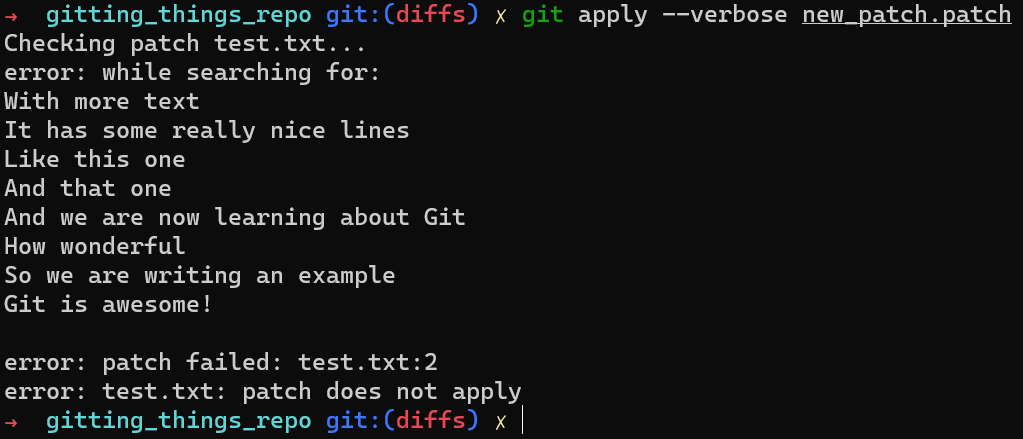 → gitting_things_repo git:(diffs) ✗ git apply --verbose new_patch.patch
Checking patch test.txt...
error: while searching for:
With more text
It has some really nice lines
Like this one
And that one
And we are now learning about Git
How wonderful
So we are writing an example
Git is awesome!
error: patch failed: test.txt:2
error: test.txt: patch does not apply
→ gitting_things_repo git:(diffs) ✗